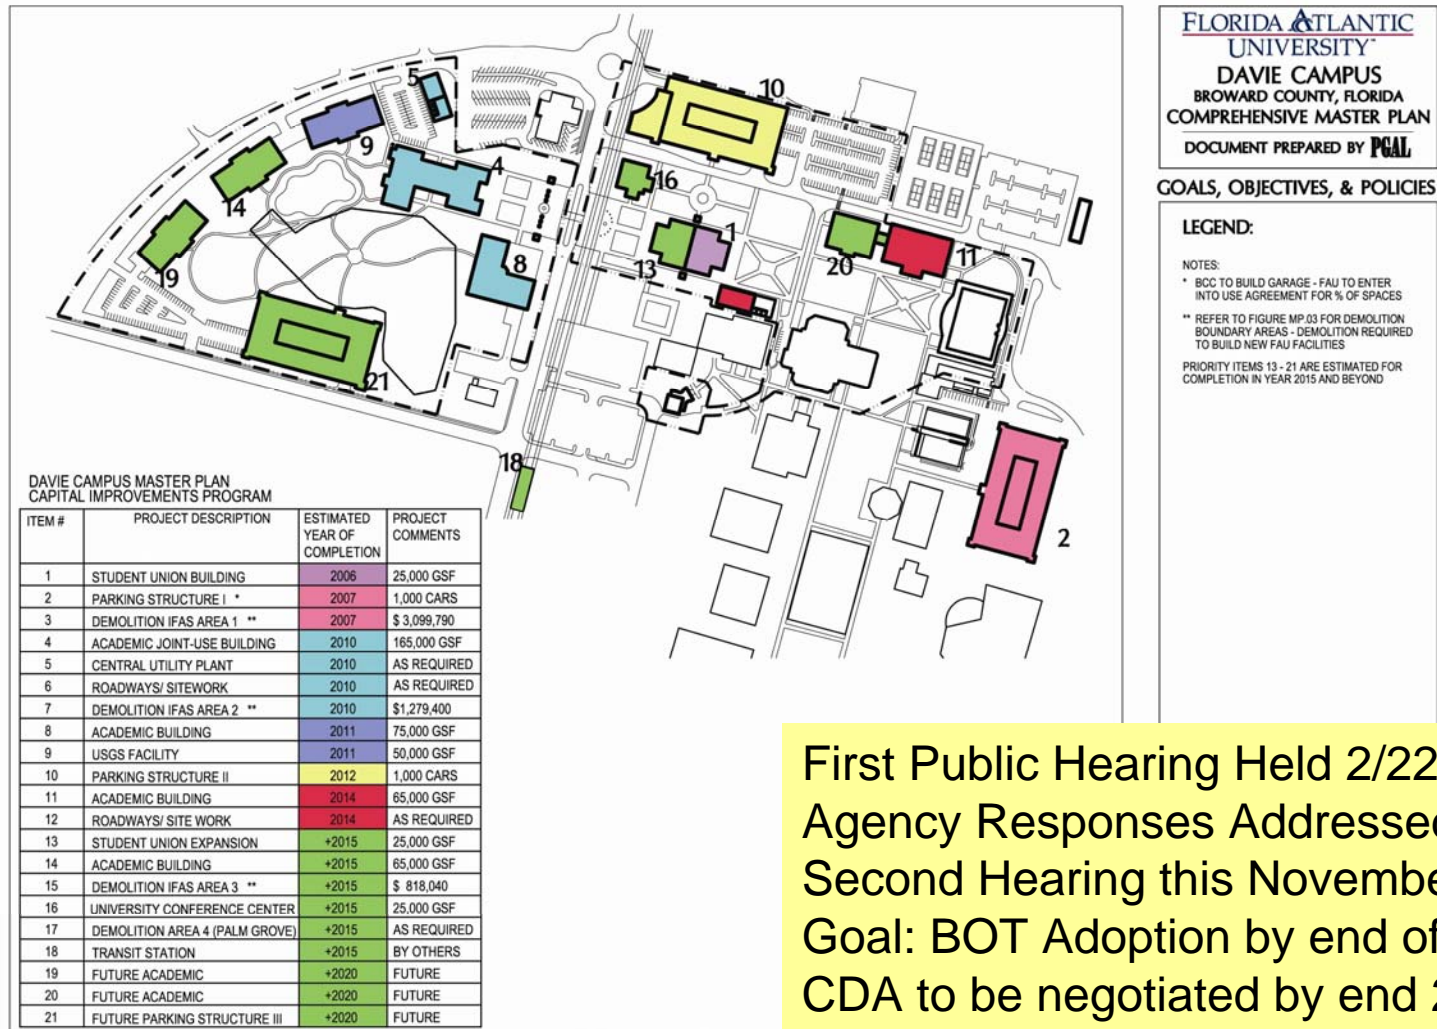 FLORIDA ATLANTIC
UNIVERSITY
DAVIE CAMPUS
BROWARD COUNTY, FLORIDA
COMPREHENSIVE MASTER PLAN
DOCUMENT PREPARED BY PGAL
GOALS, OBJECTIVES, & POLICIES
LEGEND:
NOTES:
* BCC TO BUILD GARAGE - FAU TO ENTER
INTO USE AGREEMENT FOR % OF SPACES
** REFER TO FIGURE MP.03 FOR DEMOLITION
BOUNDARY AREAS - DEMOLITION REQUIRED
TO BUILD NEW FAU FACILITIES
PRIORITY ITEMS 13 - 21 ARE ESTIMATED FOR
COMPLETION IN YEAR 2015 AND BEYOND
5
10
9
4
16
14
1
8
13
20
11
19
21
18
2
DAVIE CAMPUS MASTER PLAN
CAPITAL IMPROVEMENTS PROGRAM
ITEM # PROJECT DESCRIPTION ESTIMATED YEAR OF COMPLETION PROJECT COMMENTS
1 STUDENT UNION BUILDING 2006 25,000 GSF
2 PARKING STRUCTURE I * 2007 1,000 CARS
3 DEMOLITION IFAS AREA 1 ** 2007 $ 3,099,790
4 ACADEMIC JOINT-USE BUILDING 2010 165,000 GSF
5 CENTRAL UTILITY PLANT 2010 AS REQUIRED
6 ROADWAYS/ SITEWORK 2010 AS REQUIRED
7 DEMOLITION IFAS AREA 2 ** 2010 $1,279,400
8 ACADEMIC BUILDING 2011 75,000 GSF
9 USGS FACILITY 2011 50,000 GSF
10 PARKING STRUCTURE II 2012 1,000 CARS
11 ACADEMIC BUILDING 2014 65,000 GSF
12 ROADWAYS/ SITE WORK 2014 AS REQUIRED
13 STUDENT UNION EXPANSION +2015 25,000 GSF
14 ACADEMIC BUILDING +2015 65,000 GSF
15 DEMOLITION IFAS AREA 3 ** +2015 $ 818,040
16 UNIVERSITY CONFERENCE CENTER +2015 25,000 GSF
17 DEMOLITION AREA 4 (PALM GROVE) +2015 AS REQUIRED
18 TRANSIT STATION +2015 BY OTHERS
19 FUTURE ACADEMIC +2020 FUTURE
20 FUTURE ACADEMIC +2020 FUTURE
21 FUTURE PARKING STRUCTURE III +2020 FUTURE
First Public Hearing Held 2/22
Agency Responses Addressed
Second Hearing this Novembe
Goal: BOT Adoption by end of
CDA to be negotiated by end